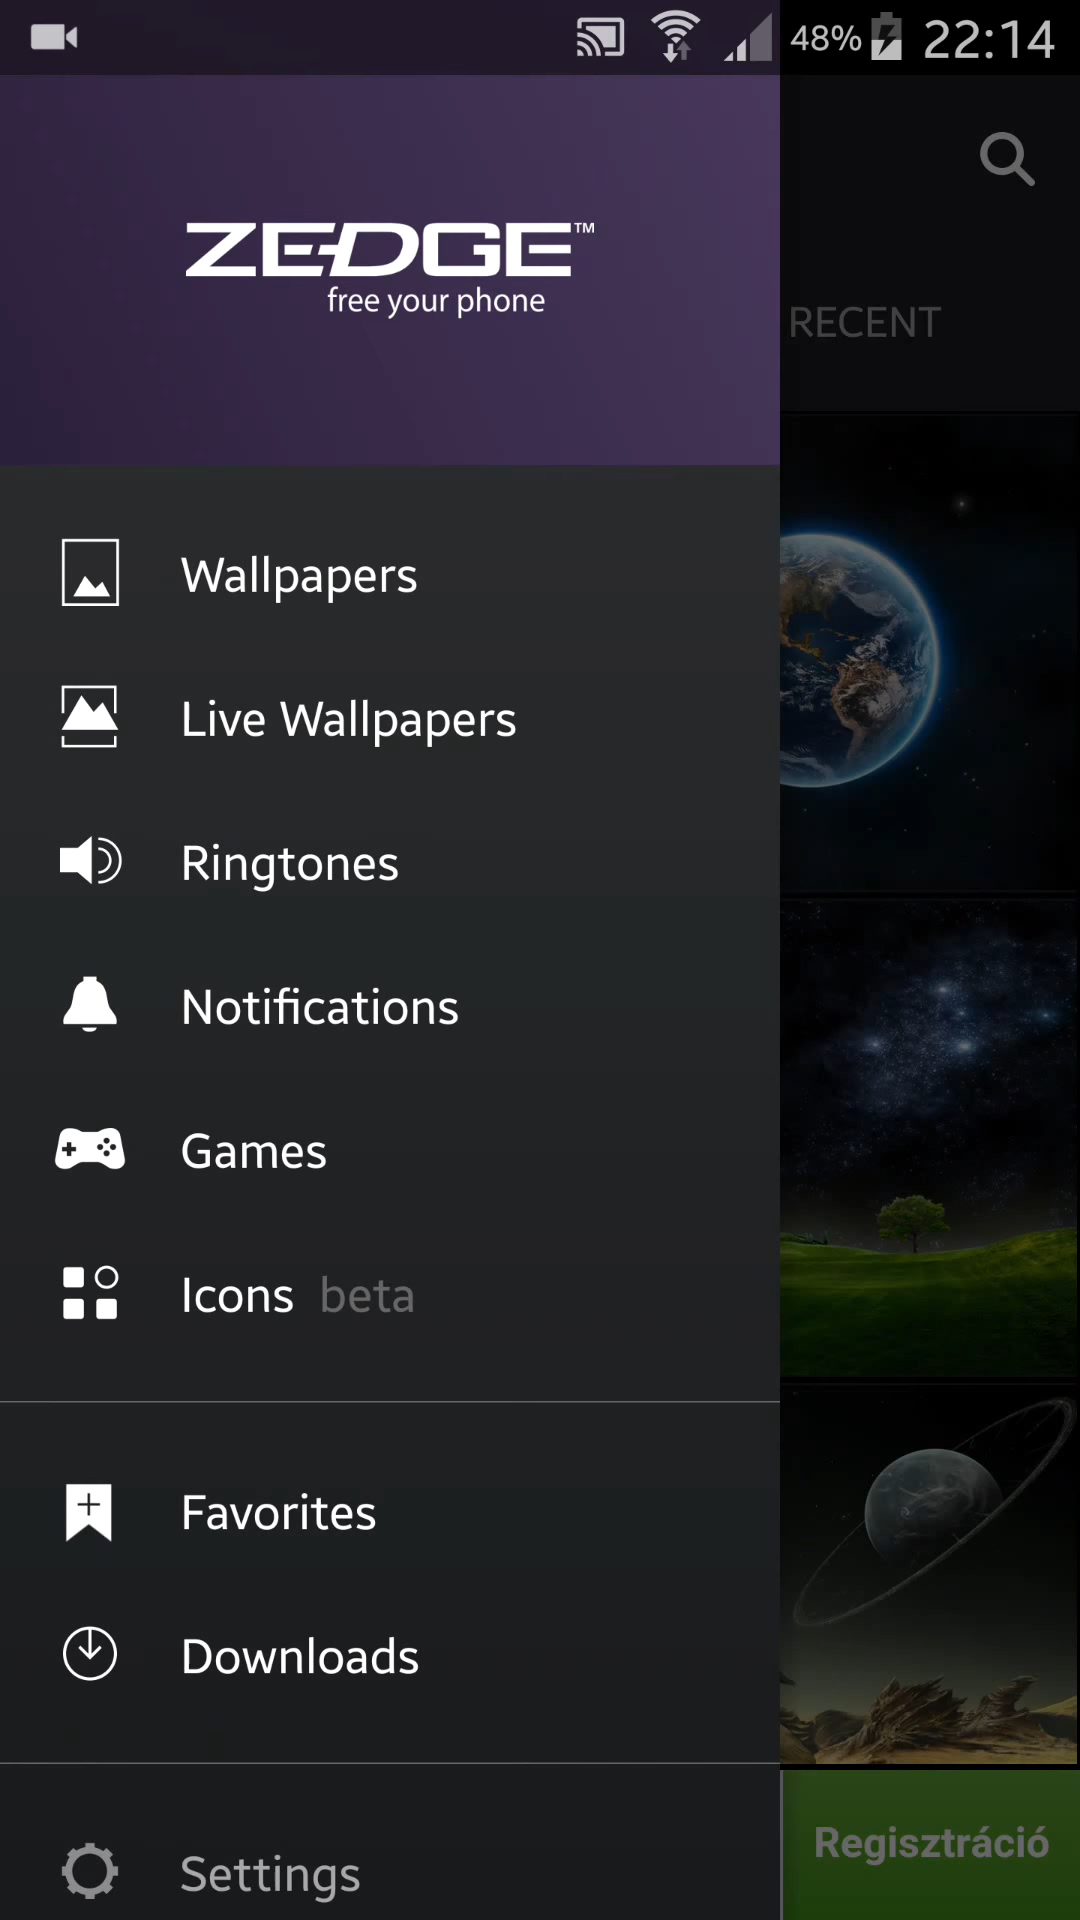 48% 22:14
ZEDGE™
free your phone
RECENT
Wallpapers
Live Wallpapers
Ringtones
Notifications
Games
Icons beta
Favorites
Downloads
Settings
Regisztráció